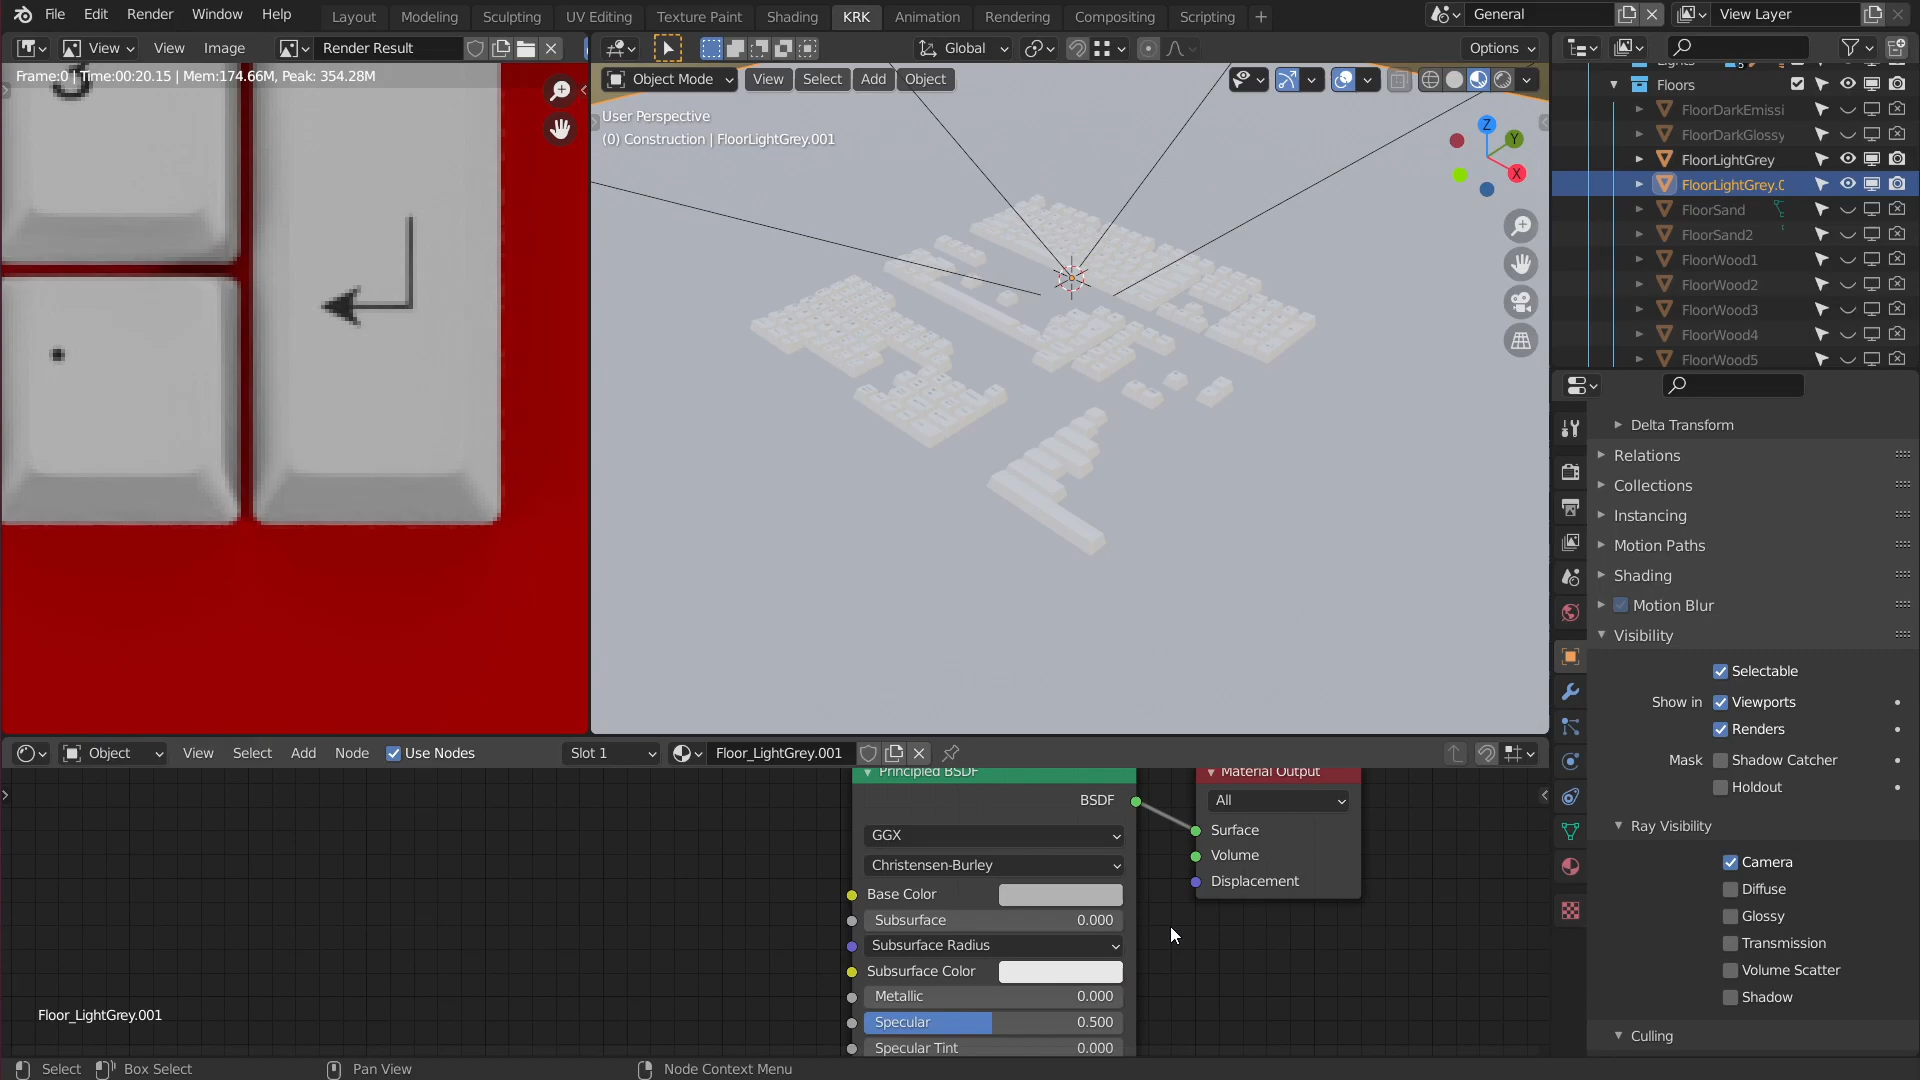 File Edit Render Window Help Layout Modeling Sculpting UV Editing Texture Paint Shading KRK Animation Rendering Compositing Scripting + General View Layer
View View Image Render Result Global Options
Frame:0 | Time:00:20.15 | Mem:174.66M, Peak: 354.28M
Object Mode View Select Add Object
User Perspective
(0) Construction | FloorLightGrey.001
Z
Y
X
Floors
FloorDarkEmissi
FloorDarkGlossy
FloorLightGrey
FloorLightGrey.0
FloorSand
FloorSand2
FloorWood1
FloorWood2
FloorWood3
FloorWood4
FloorWood5
Delta Transform
Relations
Collections
Instancing
Motion Paths
Shading
Motion Blur
Visibility
Selectable
Show in Viewports
Renders
Mask Shadow Catcher
Holdout
Ray Visibility
Camera
Diffuse
Glossy
Transmission
Volume Scatter
Shadow
Culling
Object View Select Add Node Use Nodes Slot 1 Floor_LightGrey.001
Principled BSDF
BSDF
GGX
Christensen-Burley
Base Color
Subsurface 0.000
Subsurface Radius
Subsurface Color
Metallic 0.000
Specular 0.500
Specular Tint 0.000
Material Output
All
Surface
Volume
Displacement
Floor_LightGrey.001
Select Box Select Pan View Node Context Menu